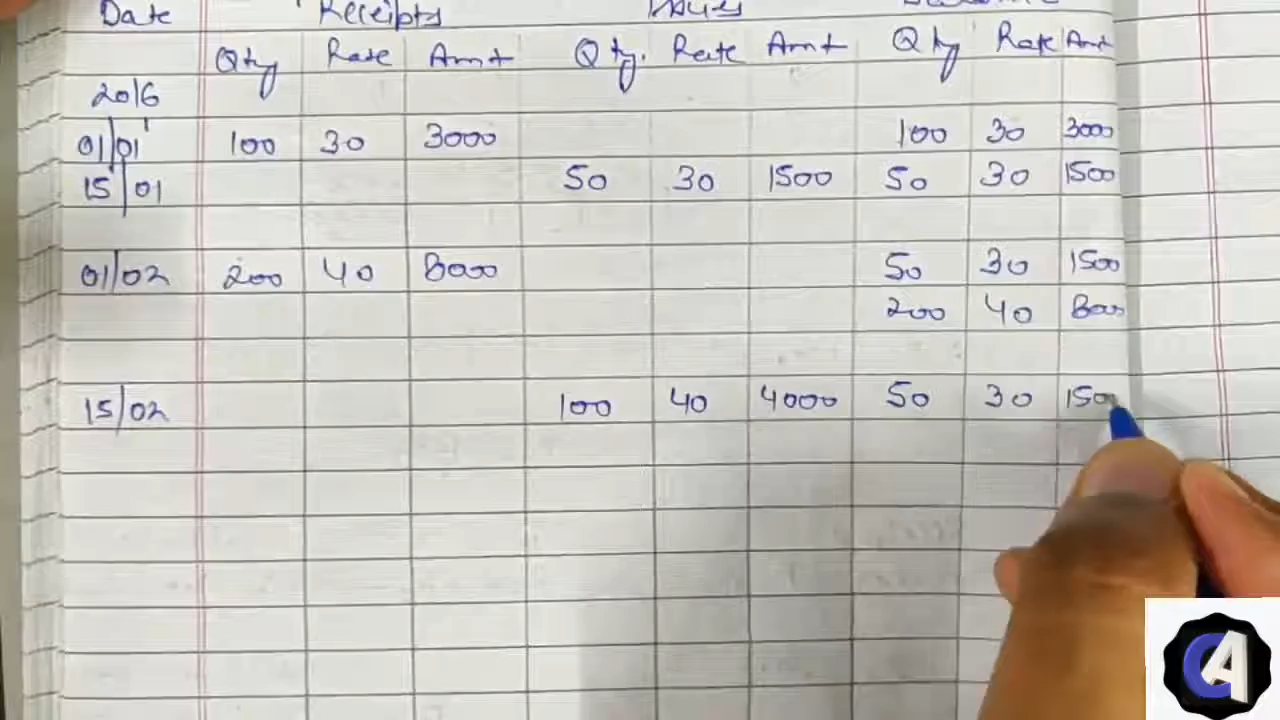 Date Receipts
Qty Rate Amt Qty. Rate Amt Qty Rate Amt
2016
01/01 100 30 3000 100 30 3000
15/01 50 30 1500 50 30 1500
01/02 200 40 8000 50 30 1500
200 40 8000
15/02 100 40 4000 50 30 1500
CA